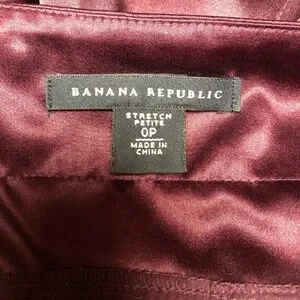 BANANA REPUBLIC
STRETCH
PETITE
0P
MADE IN
CHINA